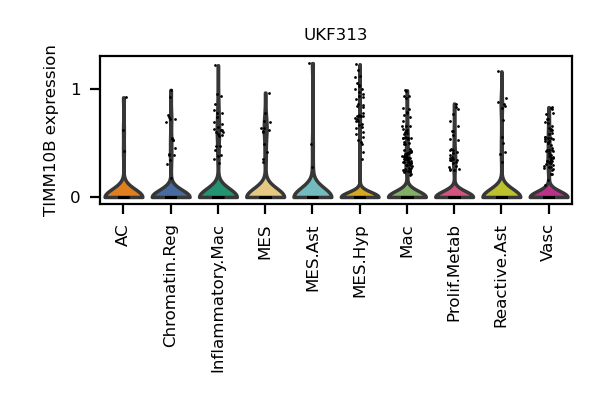 UKF313
TIMM10B expression
1
0
AC
Chromatin.Reg
Inflammatory.Mac
MES
MES.Ast
MES.Hyp
Mac
Prolif.Metab
Reactive.Ast
Vasc